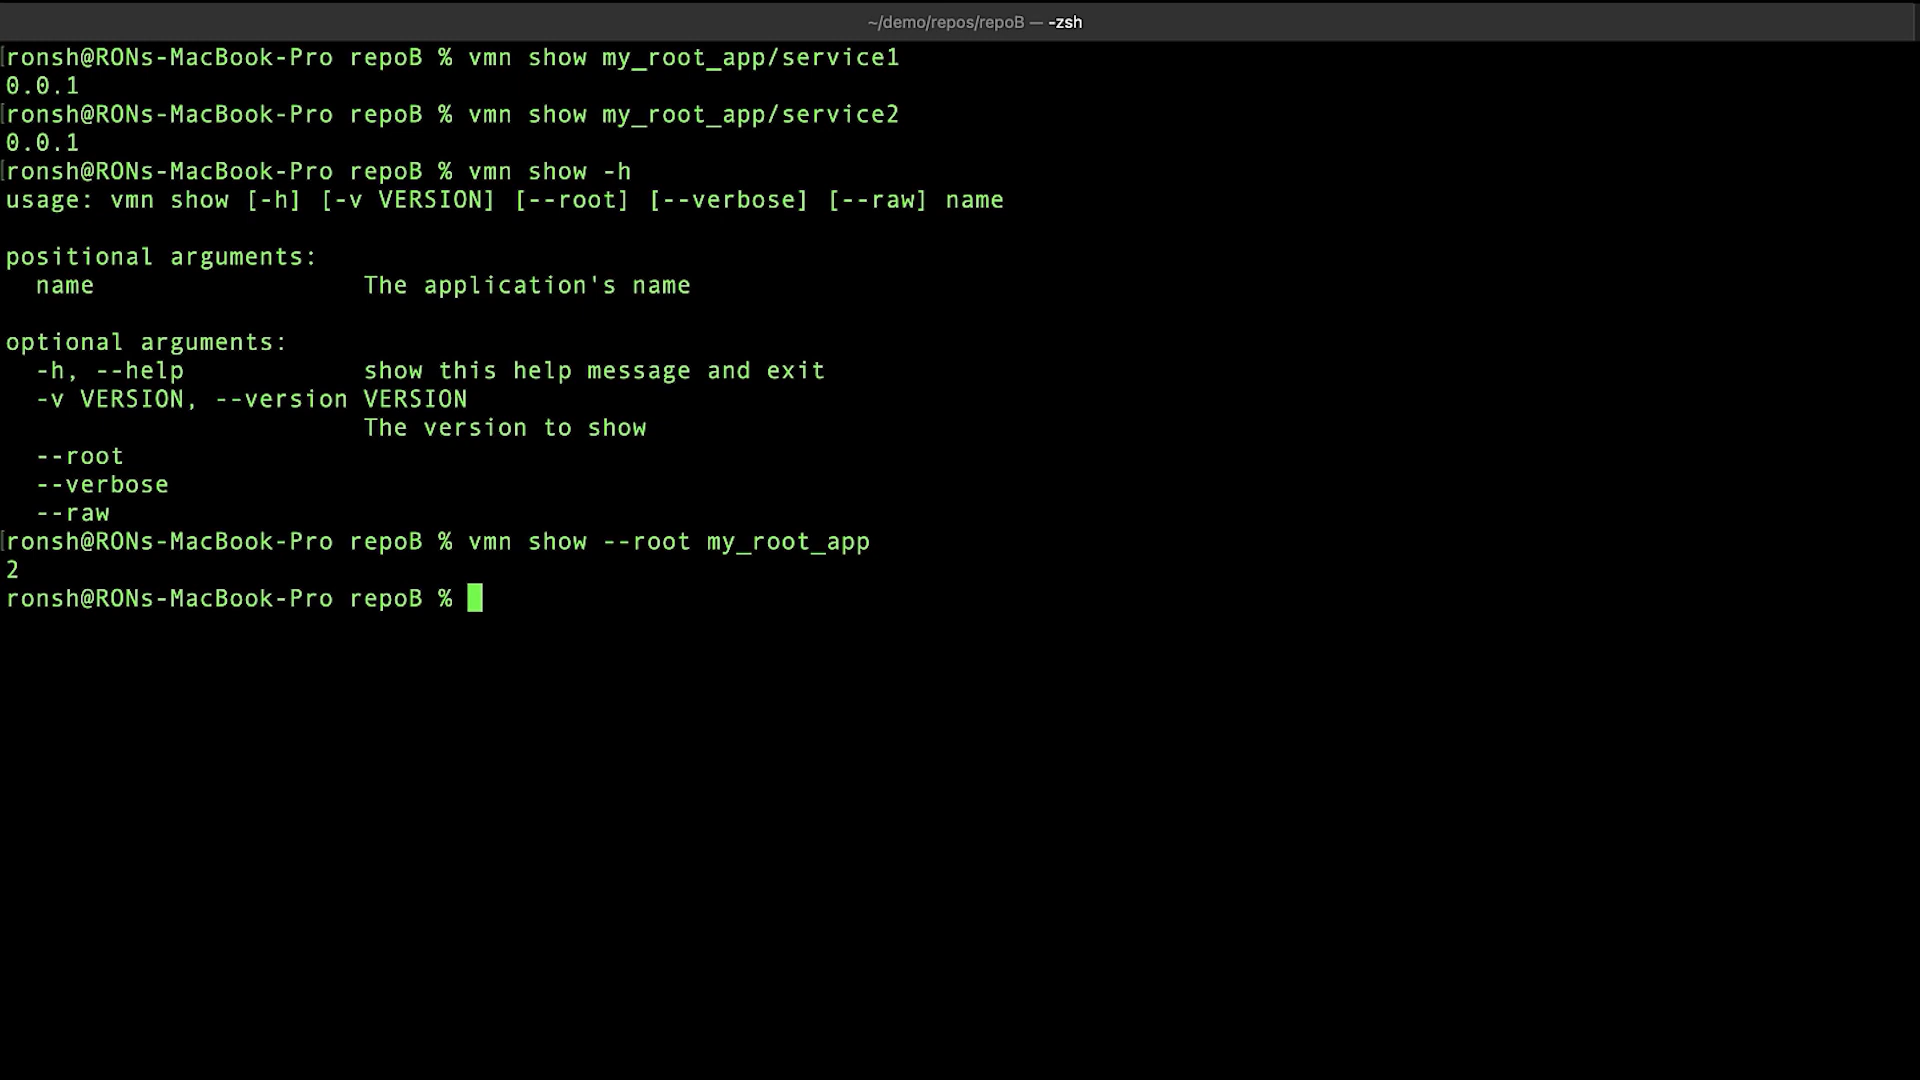 ~/demo/repos/repoB — -zsh
[ronsh@RONs-MacBook-Pro repoB % vmn show my_root_app/service1
0.0.1
[ronsh@RONs-MacBook-Pro repoB % vmn show my_root_app/service2
0.0.1
[ronsh@RONs-MacBook-Pro repoB % vmn show -h
usage: vmn show [-h] [-v VERSION] [--root] [--verbose] [--raw] name

positional arguments:
  name                  The application's name

optional arguments:
  -h, --help            show this help message and exit
  -v VERSION, --version VERSION
                        The version to show
  --root
  --verbose
  --raw
[ronsh@RONs-MacBook-Pro repoB % vmn show --root my_root_app
2
ronsh@RONs-MacBook-Pro repoB %